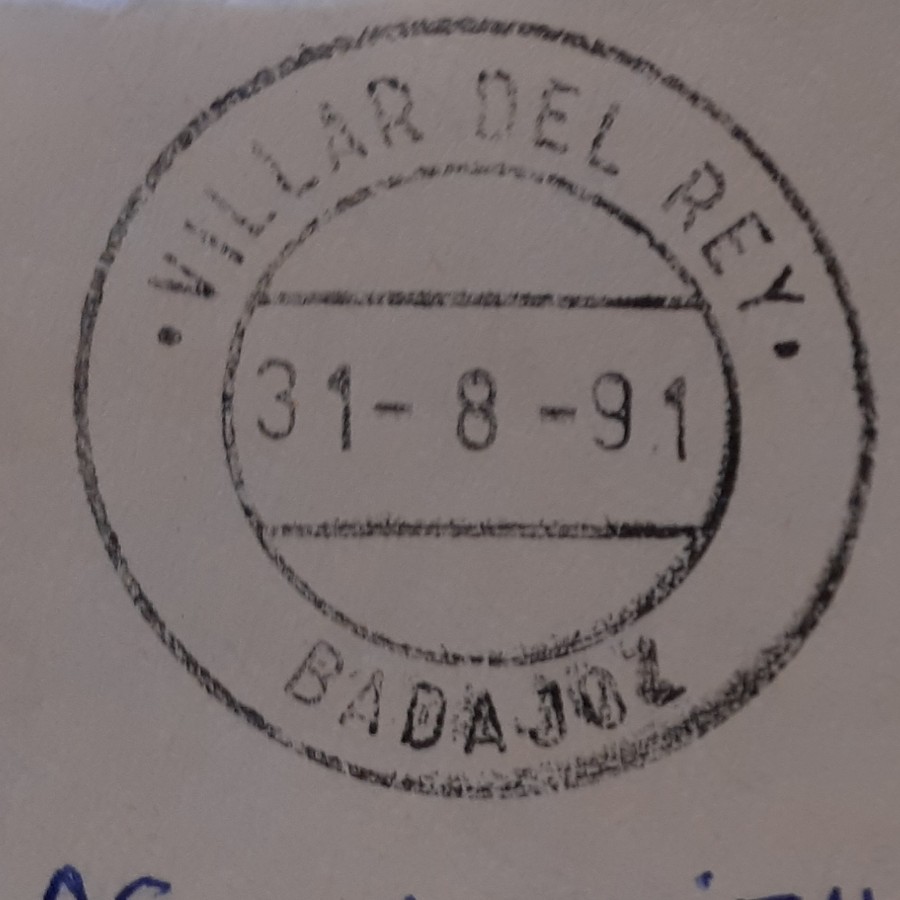 ·VILLAR DEL REY·
31-8-91
BADAJOZ